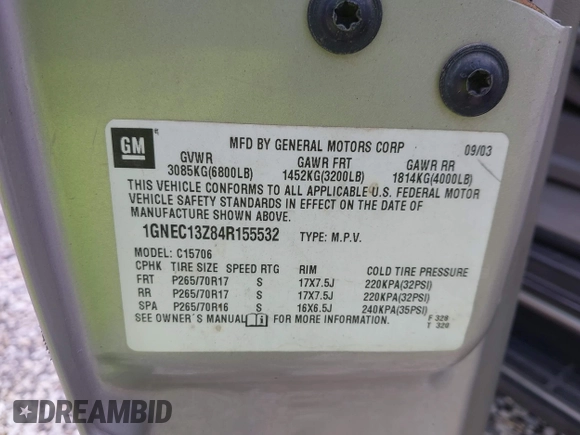 GM
MFD BY GENERAL MOTORS CORP 09/03
GVWR GAWR FRT GAWR RR
3085KG(6800LB) 1452KG(3200LB) 1814KG(4000LB)
THIS VEHICLE CONFORMS TO ALL APPLICABLE U.S. FEDERAL MOTOR
VEHICLE SAFETY STANDARDS IN EFFECT ON THE DATE OF
MANUFACTURE SHOWN ABOVE.
1GNEC13Z84R155532 TYPE: M.P.V.
MODEL: C15706
CPHK TIRE SIZE SPEED RTG RIM COLD TIRE PRESSURE
FRT P265/70R17 S 17X7.5J 220KPA(32PSI)
RR P265/70R17 S 17X7.5J 220KPA(32PSI)
SPA P265/70R16 S 16X6.5J 240KPA(35PSI)
SEE OWNER'S MANUAL FOR MORE INFORMATION. F 320
T 320
DREAMBID